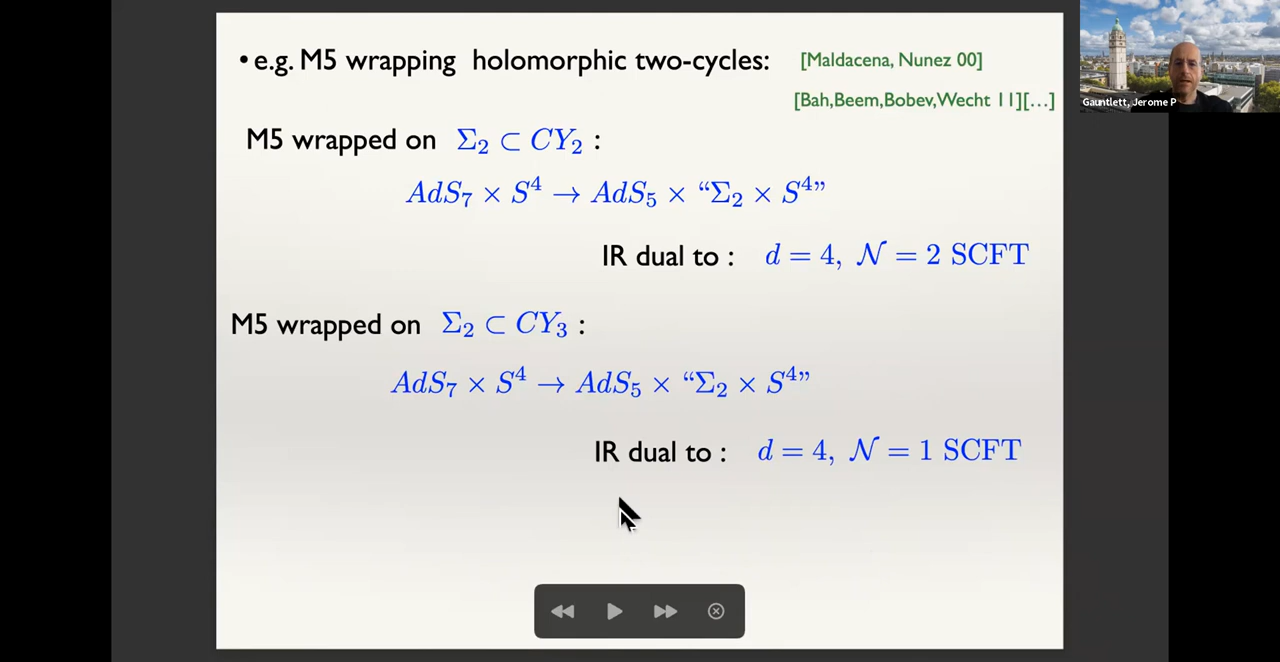 • e.g. M5 wrapping holomorphic two-cycles: [Maldacena, Nunez 00]
[Bah,Beem,Bobev,Wecht 11][...]
M5 wrapped on Σ₂ ⊂ CY₂ :
AdS₇ × S⁴ → AdS₅ × “Σ₂ × S⁴”
IR dual to : d = 4, 𝒩 = 2 SCFT
M5 wrapped on Σ₂ ⊂ CY₃ :
AdS₇ × S⁴ → AdS₅ × “Σ₂ × S⁴”
IR dual to : d = 4, 𝒩 = 1 SCFT
Gauntlett, Jerome P